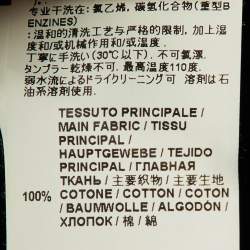 专业干洗在: 氯乙烯, 碳氢化合物(重型B
ENZINES)
:温和的清洗工艺与严格的限制, 加上湿
度和/或机械作用和/或温度.
丁寧に手洗い(30℃以下). 不可氯漂.
タンブラー乾燥不可. 最高温度110度.
弱水流によるドライクリーニング可 溶剤は石
油系溶剤使用.
TESSUTO PRINCIPALE /
MAIN FABRIC / TISSU
PRINCIPAL /
HAUPTGEWEBE / TEJIDO
PRINCIPAL / ГЛАВНАЯ
ТКАНЬ / 主要织物 / 主要生地
100% COTONE / COTTON / COTON
/ BAUMWOLLE / ALGODÓN /
ХЛОПОК / 棉 / 綿